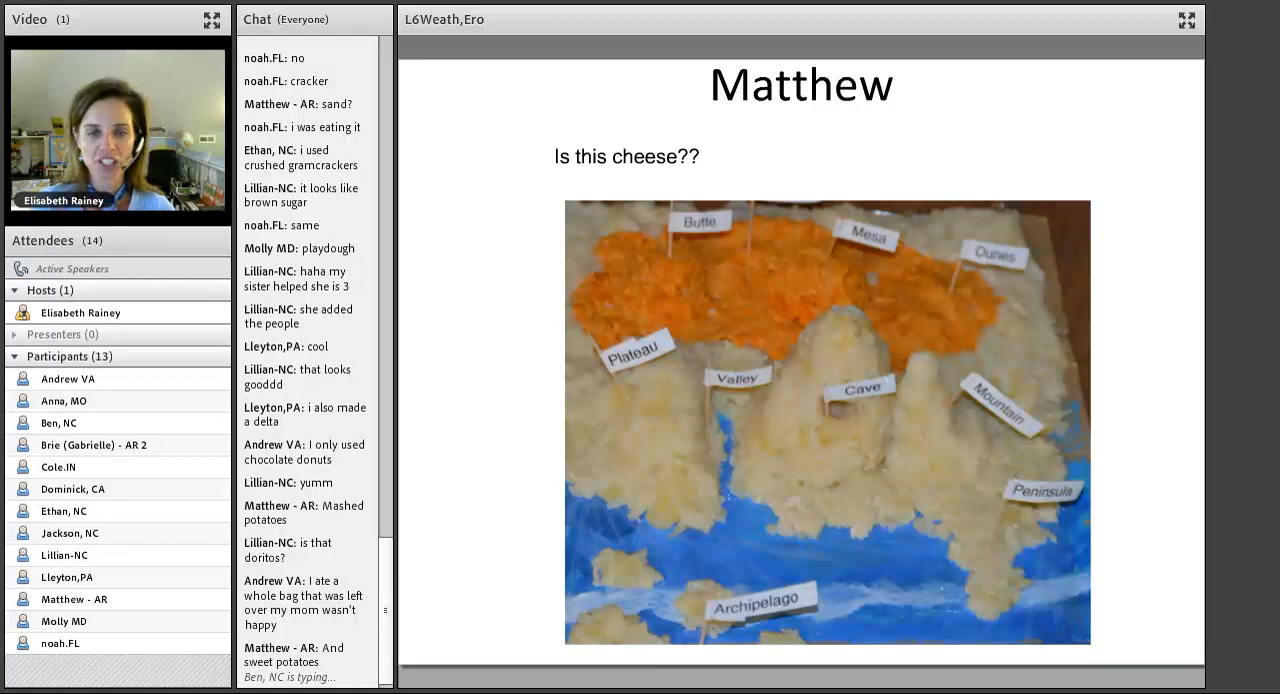 Video (1)
Elisabeth Rainey
Attendees (14)
Active Speakers
Hosts (1)
Elisabeth Rainey
Presenters (0)
Participants (13)
Andrew VA
Anna, MO
Ben, NC
Brie (Gabrielle) - AR 2
Cole.IN
Dominick, CA
Ethan, NC
Jackson, NC
Lillian-NC
Lleyton,PA
Matthew - AR
Molly MD
noah.FL
Chat (Everyone)
noah.FL: no
noah.FL: cracker
Matthew - AR: sand?
noah.FL: i was eating it
Ethan, NC: i used
crushed gramcrackers
Lillian-NC: it looks like
brown sugar
noah.FL: same
Molly MD: playdough
Lillian-NC: haha my
sister helped she is 3
Lillian-NC: she added
the people
Lleyton,PA: cool
Lillian-NC: that looks
gooddd
Lleyton,PA: i also made
a delta
Andrew VA: I only used
chocolate donuts
Lillian-NC: yumm
Matthew - AR: Mashed
potatoes
Lillian-NC: is that
doritos?
Andrew VA: I ate a
whole bag that was left
over my mom wasn't
happy
Matthew - AR: And
sweet potatoes
Ben, NC is typing...
L6Weath,Ero
Matthew
Is this cheese??
Butte
Mesa
Dunes
Plateau
Valley
Cave
Mountain
Peninsula
Archipelago